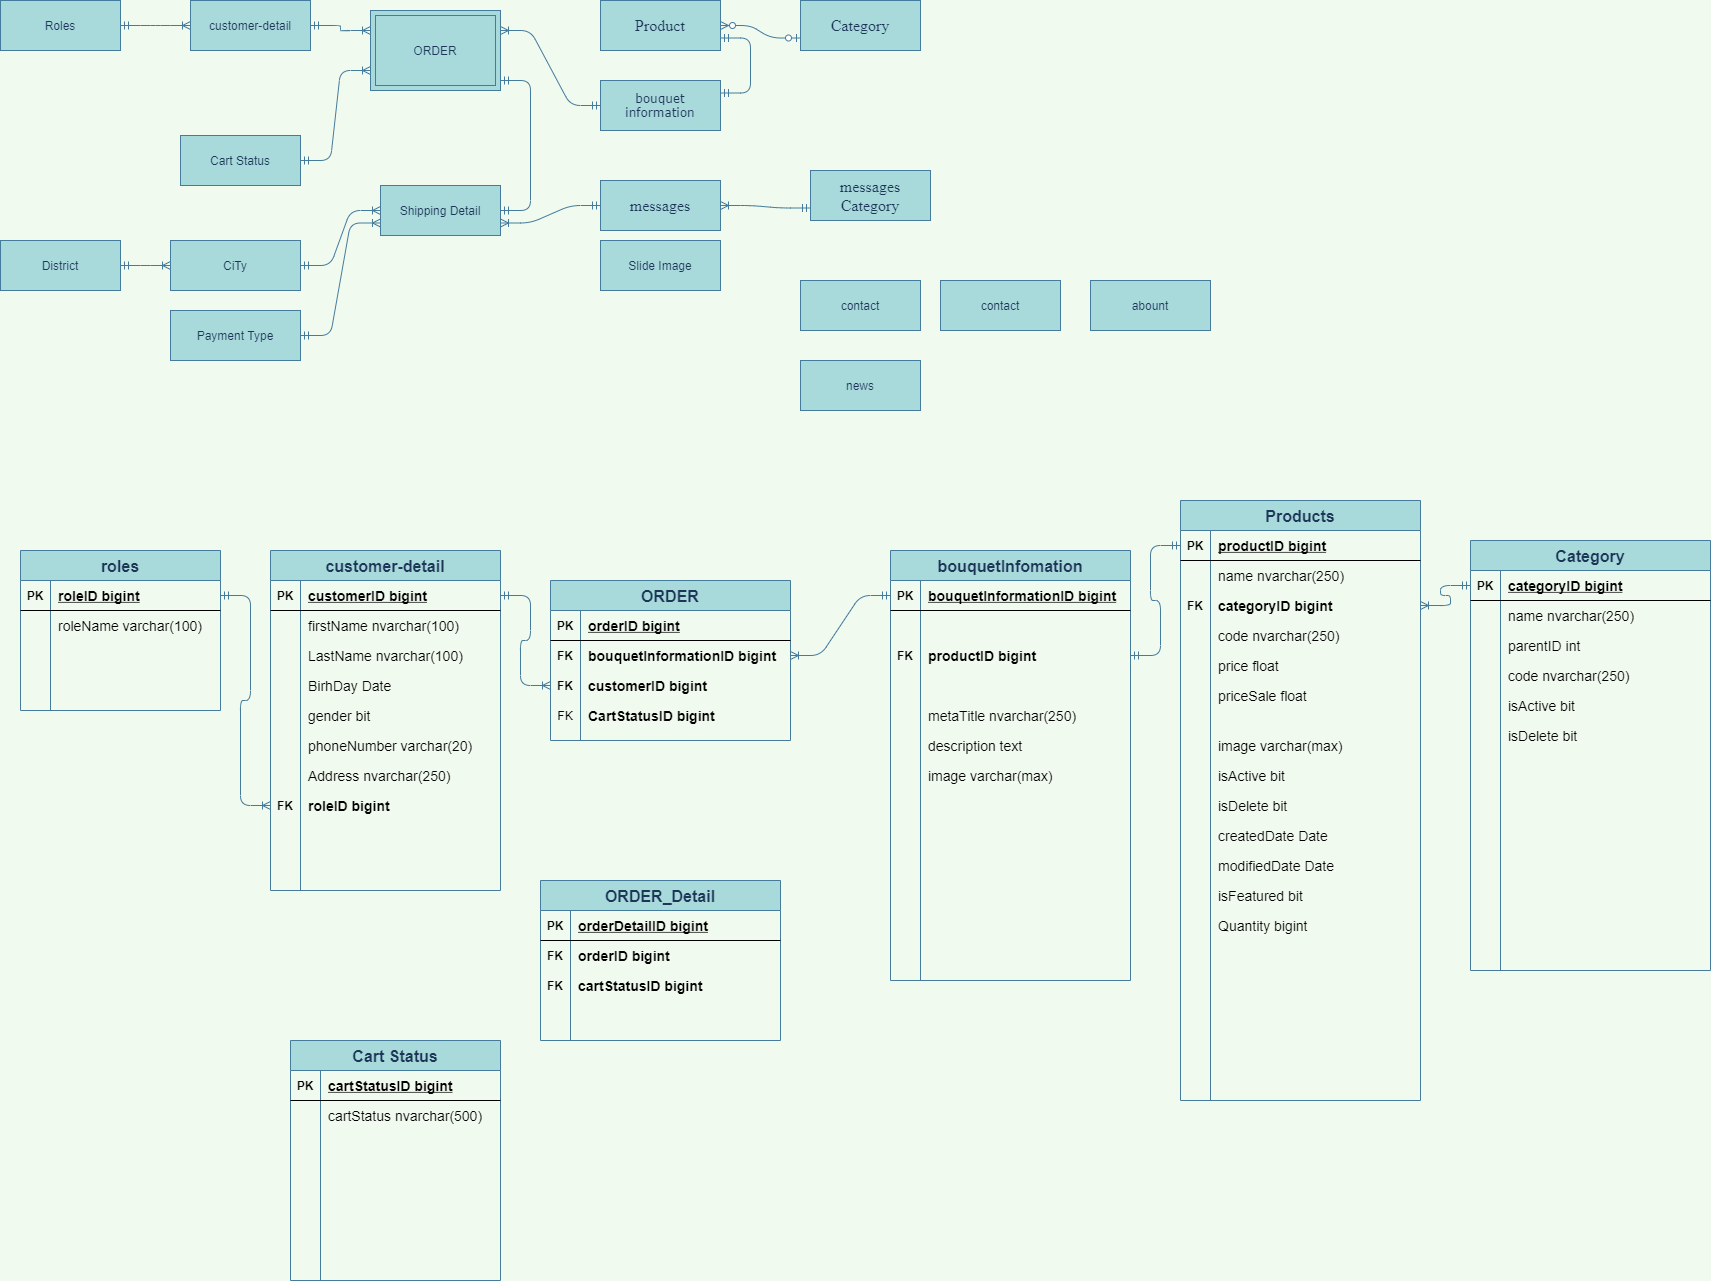 Roles
customer-detail
ORDER
Product
Category
bouquet
information
Cart Status
Shipping Detail
messages
messages
Category
District
CiTy
Slide Image
Payment Type
contact
contact
abount
news
roles
PK roleID bigint
roleName varchar(100)
customer-detail
PK customerID bigint
firstName nvarchar(100)
LastName nvarchar(100)
BirhDay Date
gender bit
phoneNumber varchar(20)
Address nvarchar(250)
FK roleID bigint
ORDER
PK orderID bigint
FK bouquetInformationID bigint
FK customerID bigint
FK CartStatusID bigint
bouquetInfomation
PK bouquetInformationID bigint
FK productID bigint
metaTitle nvarchar(250)
description text
image varchar(max)
Products
PK productID bigint
name nvarchar(250)
FK categoryID bigint
code nvarchar(250)
price float
priceSale float
image varchar(max)
isActive bit
isDelete bit
createdDate Date
modifiedDate Date
isFeatured bit
Quantity bigint
Category
PK categoryID bigint
name nvarchar(250)
parentID int
code nvarchar(250)
isActive bit
isDelete bit
ORDER_Detail
PK orderDetailID bigint
FK orderID bigint
FK cartStatusID bigint
Cart Status
PK cartStatusID bigint
cartStatus nvarchar(500)